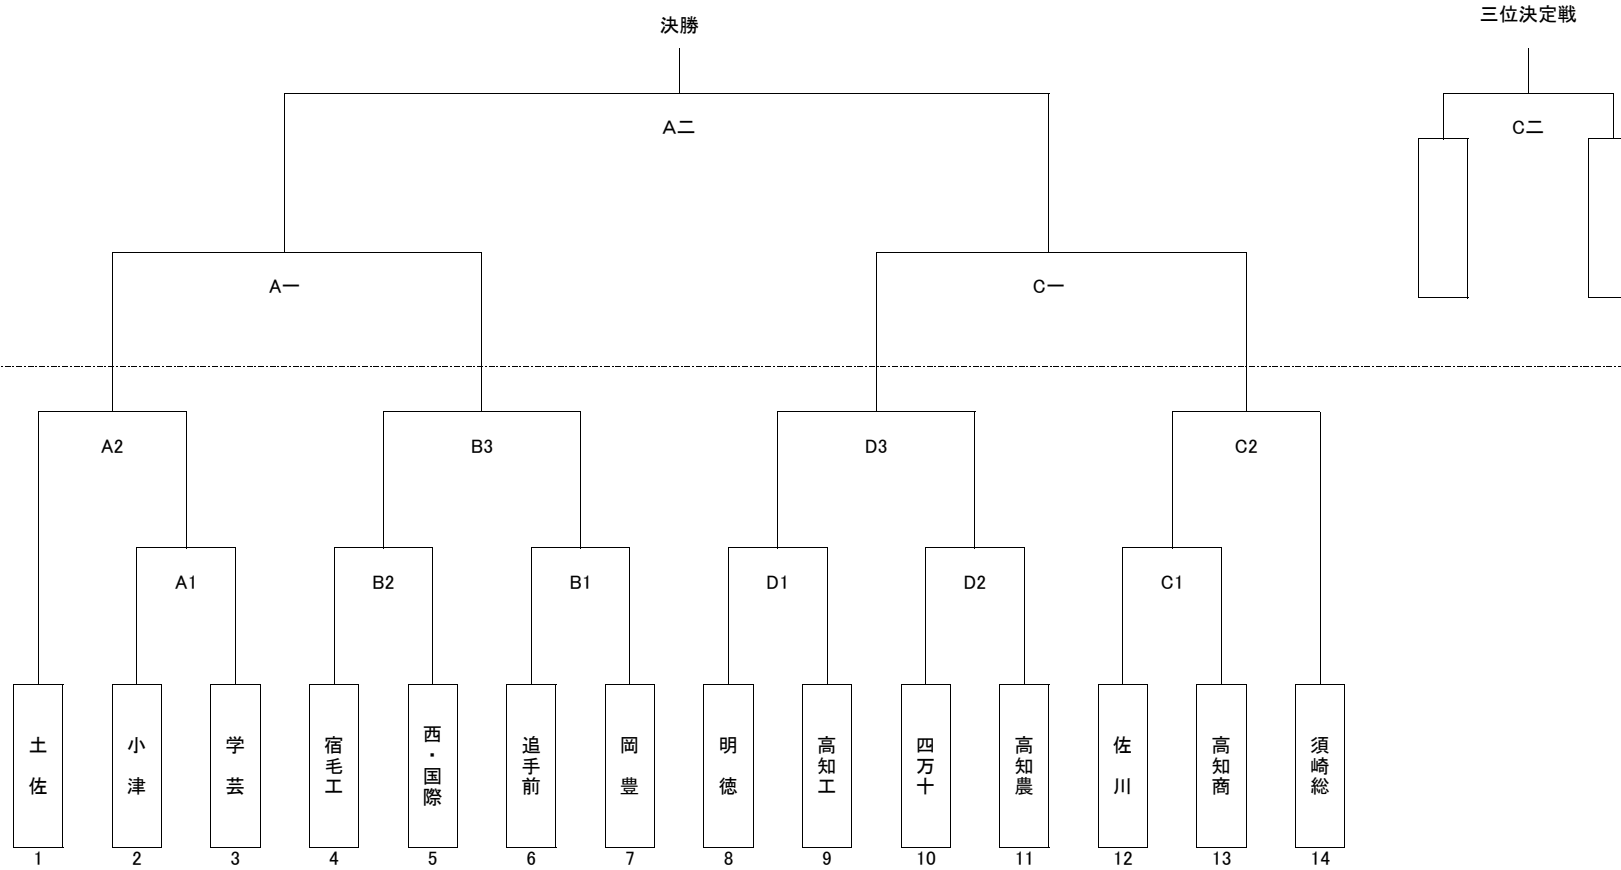 決勝
三位決定戦
A二
C二
A一
C一
A2
B3
D3
C2
A1
B2
B1
D1
D2
C1
土佐
小津
学芸
宿毛工
西・国際
追手前
岡豊
明徳
高知工
四万十
高知農
佐川
高知商
須崎総
1 2 3 4 5 6 7 8 9 10 11 12 13 14